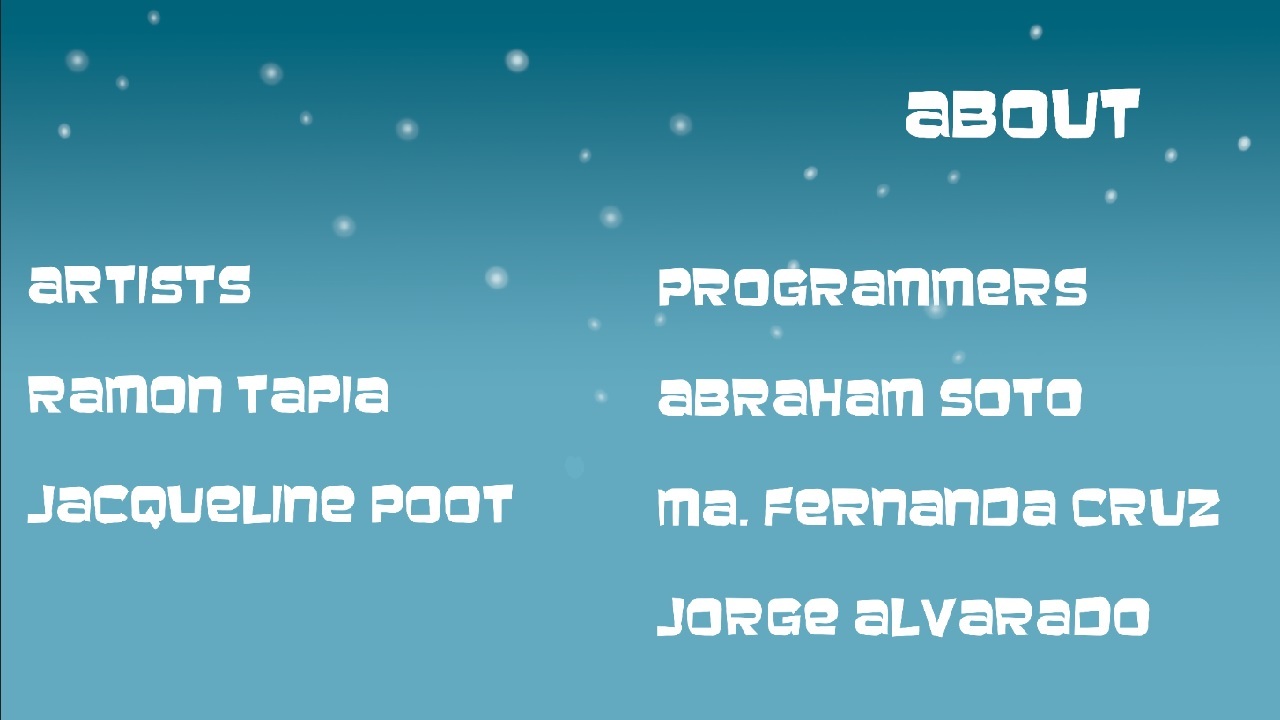 ABOUT
ARTISTS
RAMON TAPIA
JACQUELINE POOT
PROGRAMMERS
ABRAHAM SOTO
MA. FERNANDA CRUZ
JORGE ALVARADO